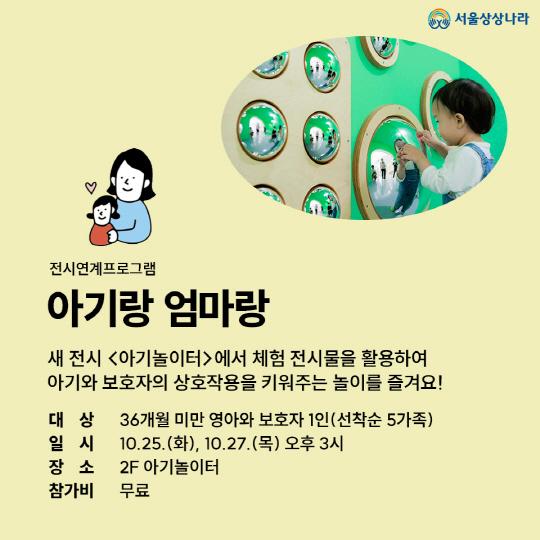 서울상상나라
전시연계프로그램
아기랑 엄마랑
새 전시 <아기놀이터>에서 체험 전시물을 활용하여
아기와 보호자의 상호작용을 키워주는 놀이를 즐겨요!
대 상 36개월 미만 영아와 보호자 1인(선착순 5가족)
일 시 10.25.(화), 10.27.(목) 오후 3시
장 소 2F 아기놀이터
참가비 무료